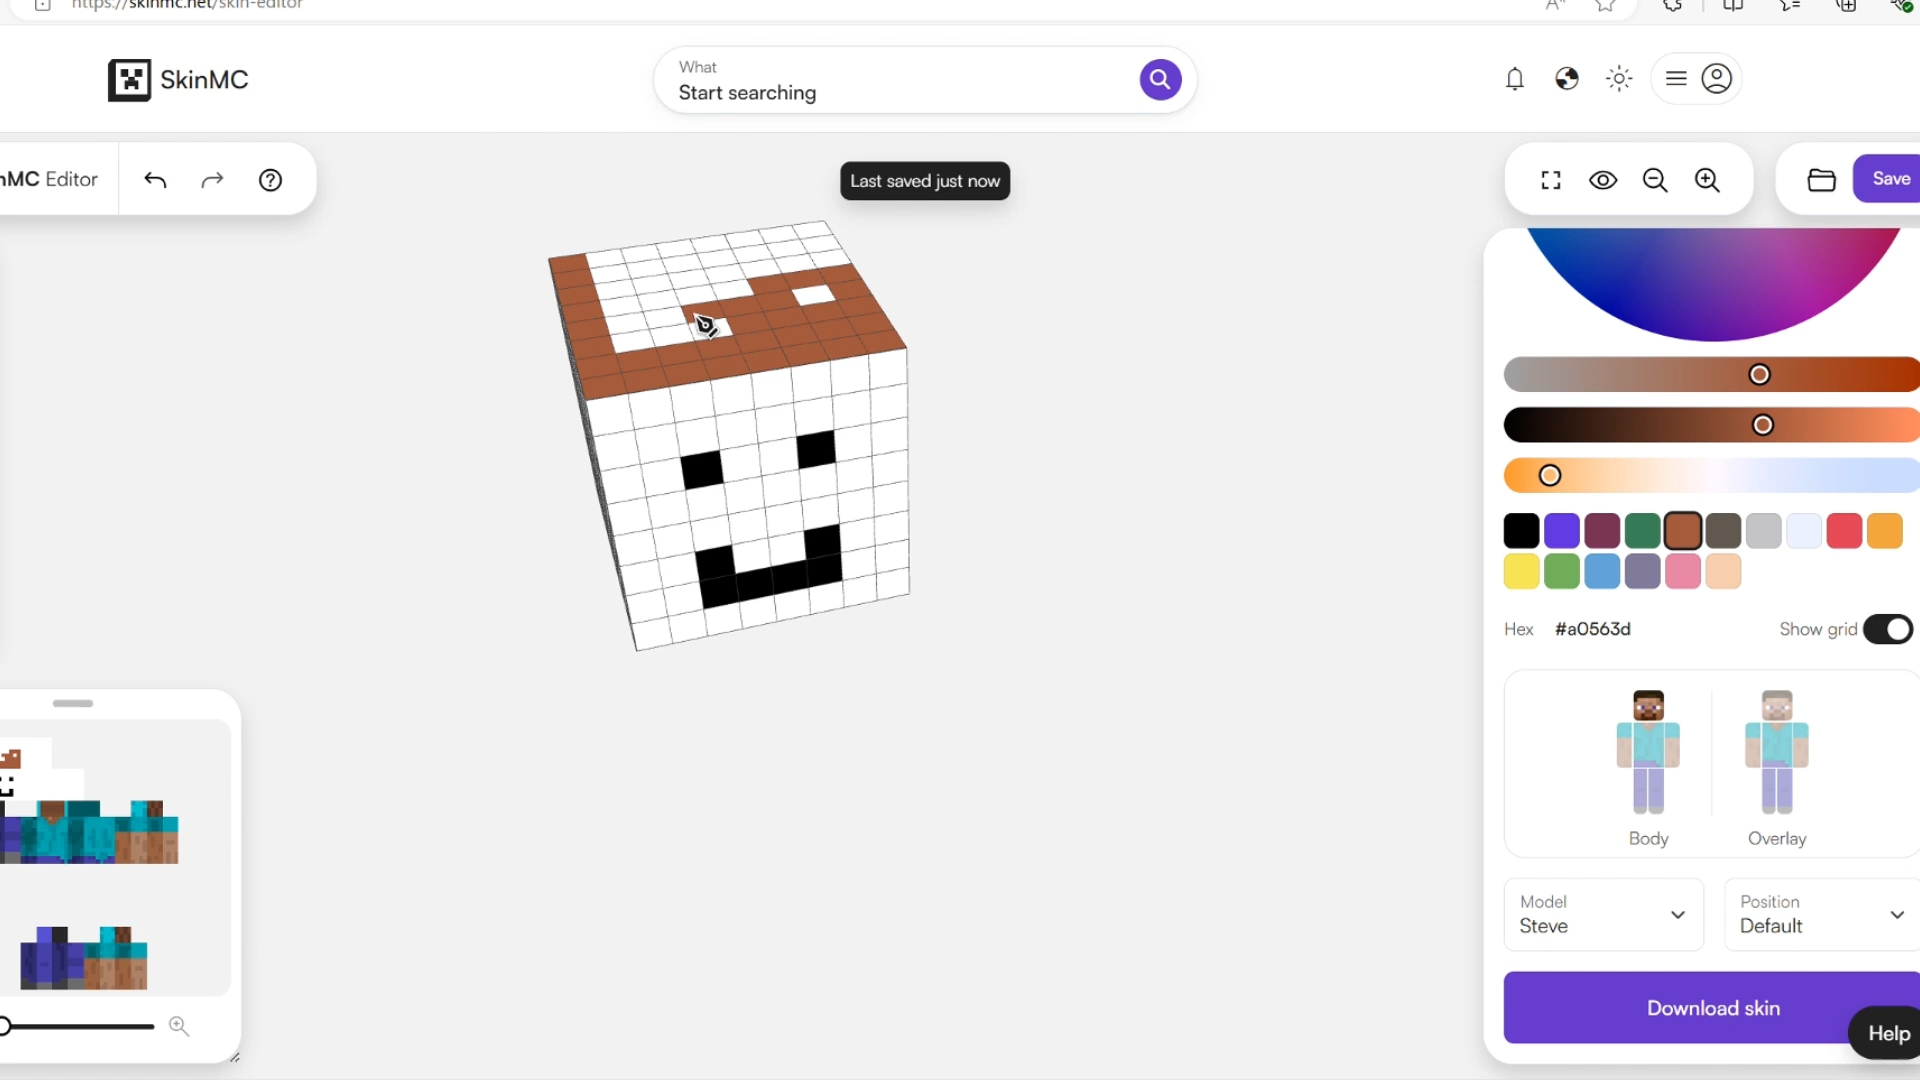 https://skinmc.net/skin-editor
SkinMC
What
Start searching
nMC Editor
Last saved just now
Save
Hex #a0563d
Show grid
Body
Overlay
Model
Steve
Position
Default
Download skin
Help